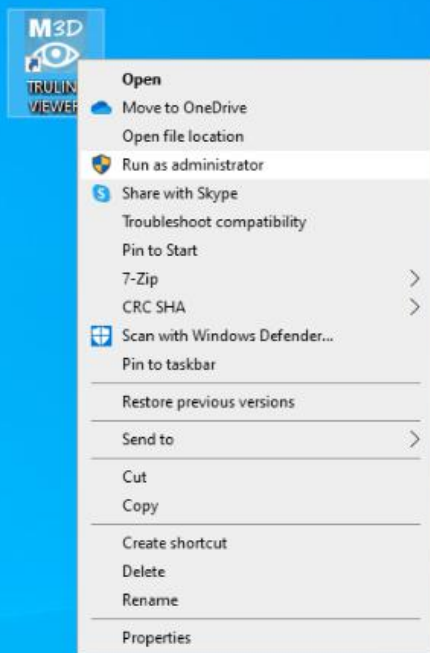 M3D
TRULIN
VIEWER
Open
Move to OneDrive
Open file location
Run as administrator
S
Share with Skype
Troubleshoot compatibility
Pin to Start
7-Zip
CRC SHA
Scan with Windows Defender...
Pin to taskbar
Restore previous versions
Send to
Cut
Copy
Create shortcut
Delete
Rename
Properties